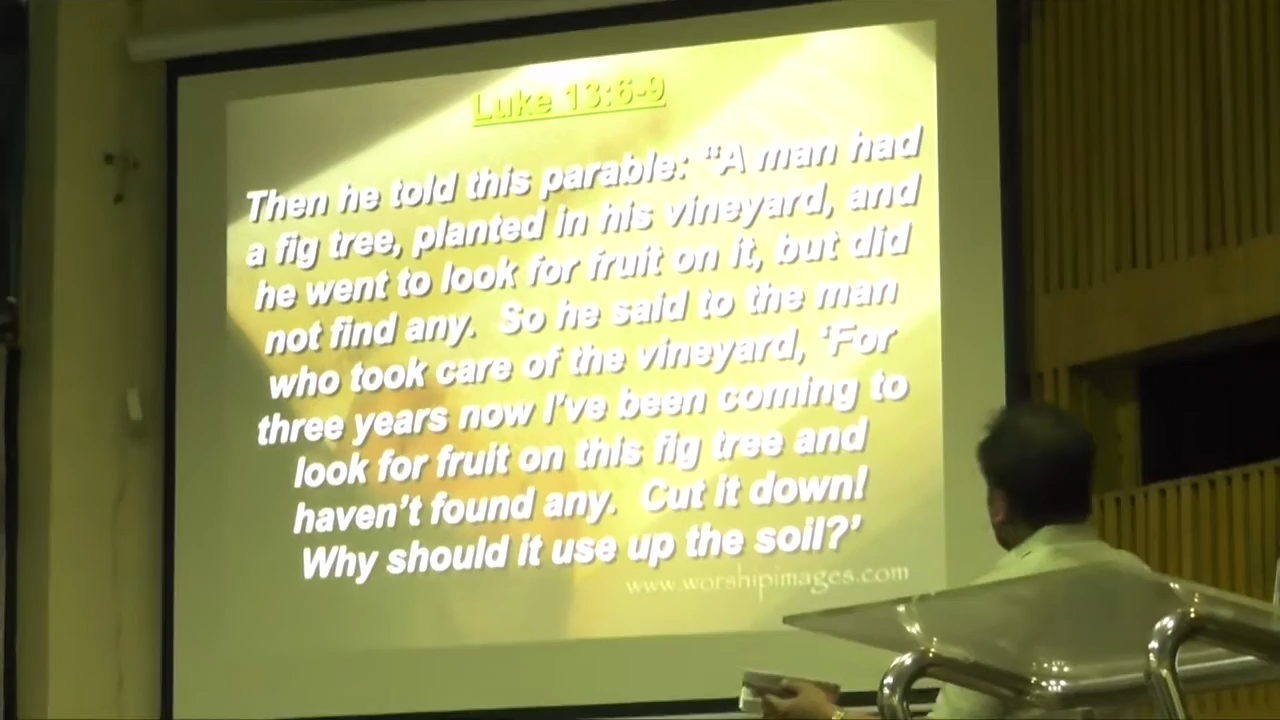 Luke 13:6-9
Then he told this parable: “A man had
a fig tree, planted in his vineyard, and
he went to look for fruit on it, but did
not find any. So he said to the man
who took care of the vineyard, ‘For
three years now I’ve been coming to
look for fruit on this fig tree and
haven’t found any. Cut it down!
Why should it use up the soil?’
www.worshipimages.com